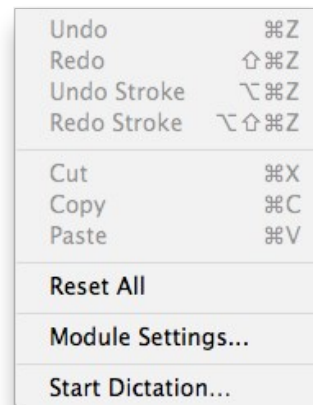 Undo ⌘Z
Redo ⇧⌘Z
Undo Stroke ⌥⌘Z
Redo Stroke ⌥⇧⌘Z
Cut ⌘X
Copy ⌘C
Paste ⌘V
Reset All
Module Settings...
Start Dictation...